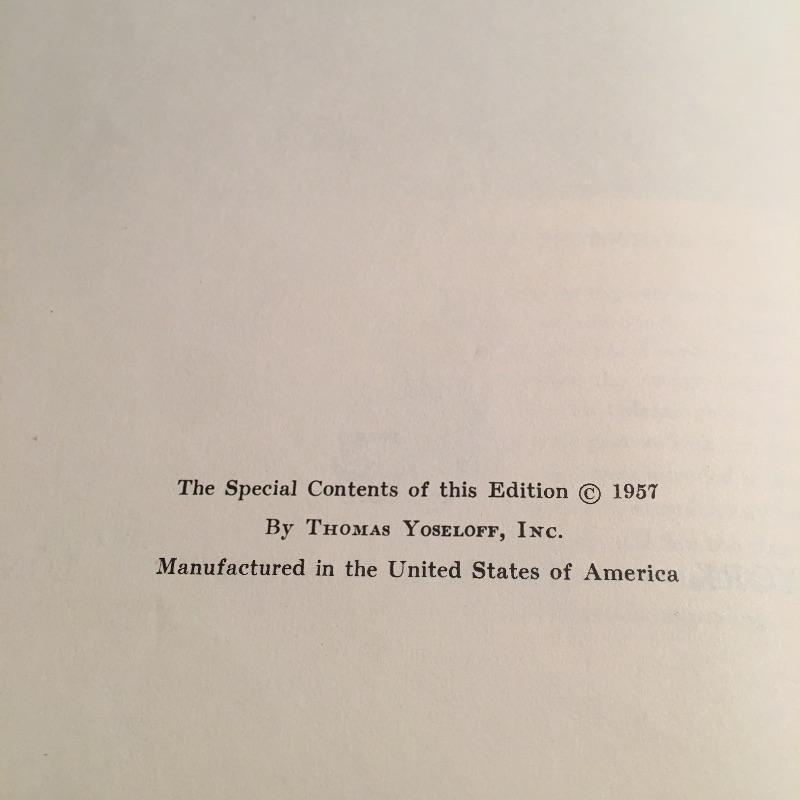 The Special Contents of this Edition © 1957
By Thomas Yoseloff, Inc.
Manufactured in the United States of America